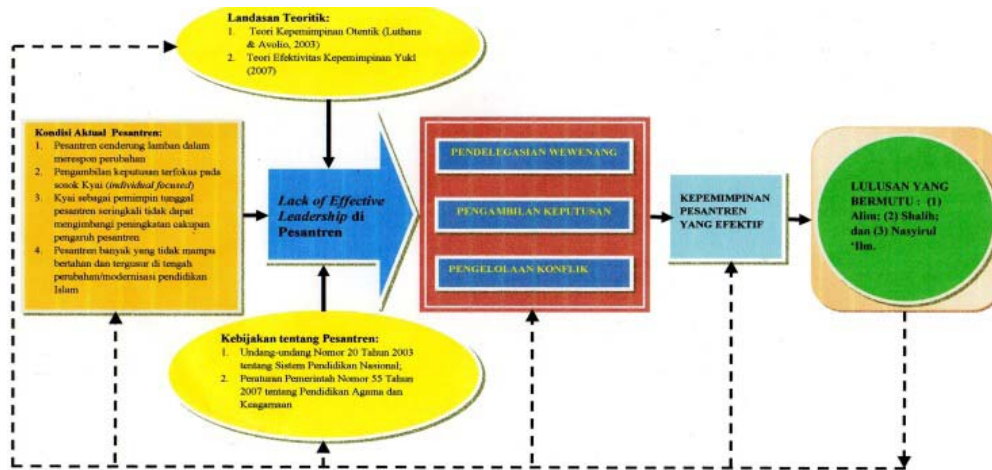 Landasan Teoritik:
1. Teori Kepemimpinan Otentik (Luthans
& Avolio, 2003)
2. Teori Efektivitas Kepemimpinan Yukl
(2007)
Kondisi Aktual Pesantren:
1. Pesantren cenderung lamban dalam
merespon perubahan
2. Pengambilan keputusan terfokus pada
sosok Kyai (individual focused)
3. Kyai sebagai pemimpin tunggal
pesantren seringkali tidak dapat
mengimbangi peningkatan cakupan
pengaruh pesantren
4. Pesantren banyak yang tidak mampu
bertahan dan tergusur di tengah
perubahan/modernisasi pendidikan
Islam
Lack of Effective
Leadership di
Pesantren
PENDELEGASIAN WEWENANG
PENGAMBILAN KEPUTUSAN
PENGELOLAAN KONFLIK
KEPEMIMPINAN
PESANTREN
YANG EFEKTIF
LULUSAN YANG
BERMUTU : (1)
Alim; (2) Shalih;
dan (3) Nasyirul
'Ilm.
Kebijakan tentang Pesantren:
1. Undang-undang Nomor 20 Tahun 2003
tentang Sistem Pendidikan Nasional;
2. Peraturan Pemerintah Nomor 55 Tahun
2007 tentang Pendidikan Agama dan
Keagamaan